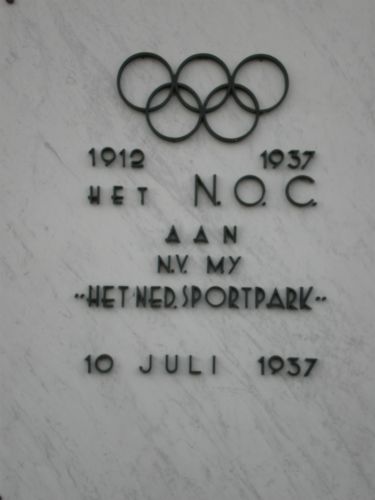 1912 1937
HET N.O.C.
AAN
N.V. MY
"HET NED. SPORTPARK"
10 JULI 1937